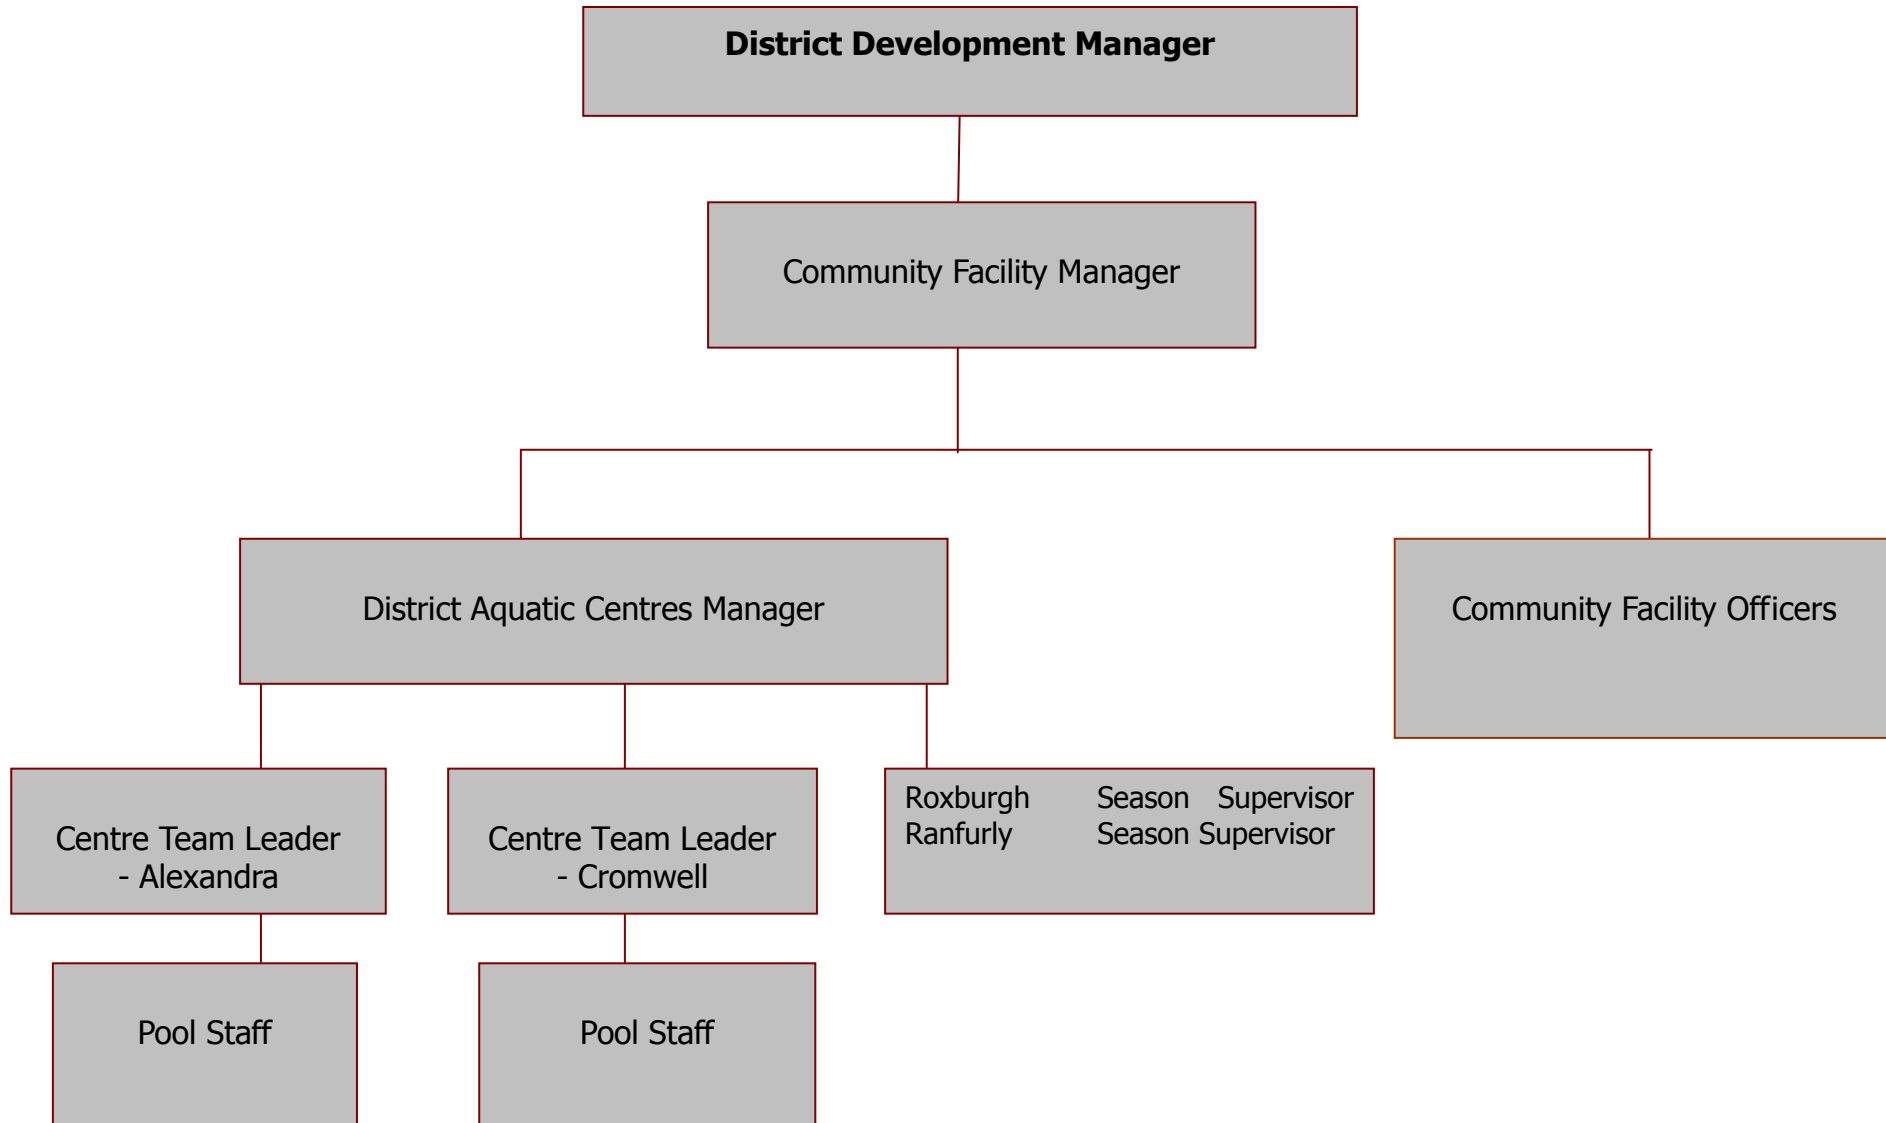 District Development Manager
Community Facility Manager
District Aquatic Centres Manager
Community Facility Officers
Centre Team Leader
- Alexandra
Centre Team Leader
- Cromwell
Roxburgh Season Supervisor
Ranfurly Season Supervisor
Pool Staff
Pool Staff